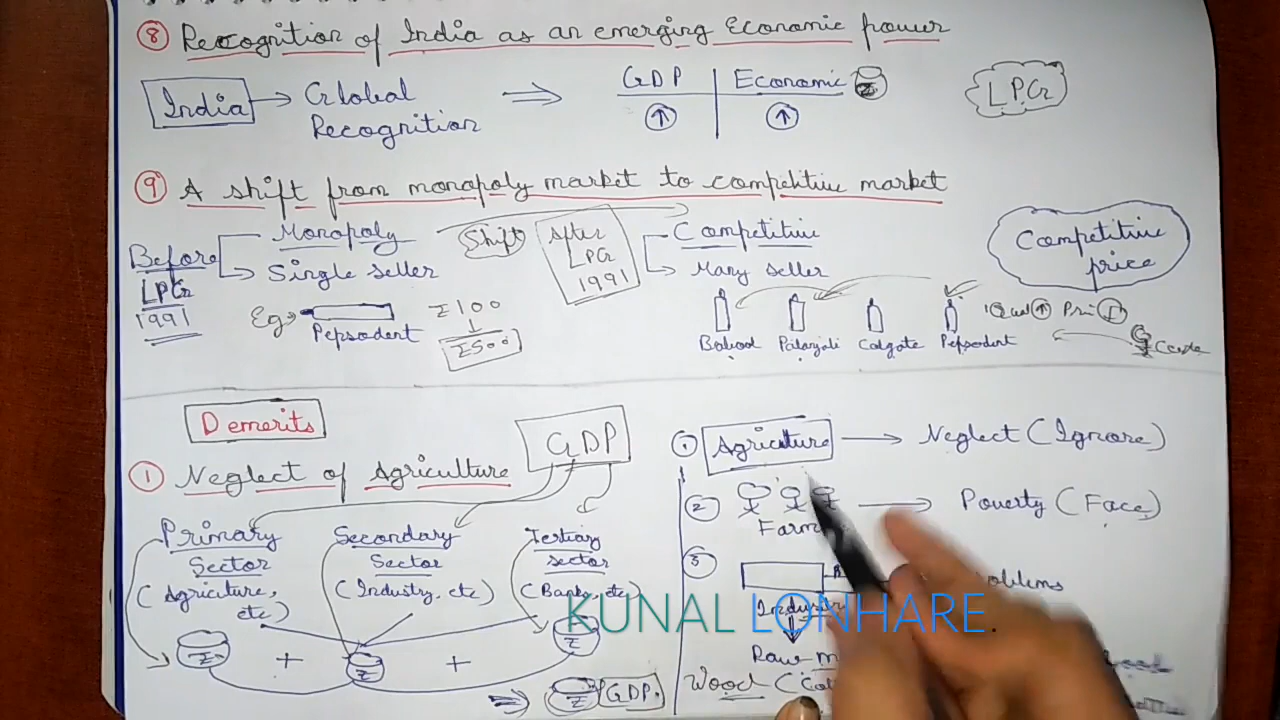 ⑧ Recognition of India as an emerging Economic power
India → Global Recognition ⇒
GDP | Economic
↑ | ↑
LPG
⑨ A shift from monopoly market to competitive market
Before LPG 1991
Monopoly
Single seller
Eg→ Pepsodent
₹100
↓
₹500
Shift
After LPG 1991
Competitive
Many seller
Babool Patanjali Colgate Pepsodent
Competitive price
Demerits
① Neglect of Agriculture
GDP
Primary Sector
(Agriculture, etc)
Secondary Sector
(Industry, etc)
Tertiary sector
(Banks, etc)
₹ + ₹ + ₹
⇒ ₹ GDP.
① Agriculture → Neglect (Ignore)
② Farm → Poverty (Face)
③
Raw m
Wood
KUNAL LONHARE